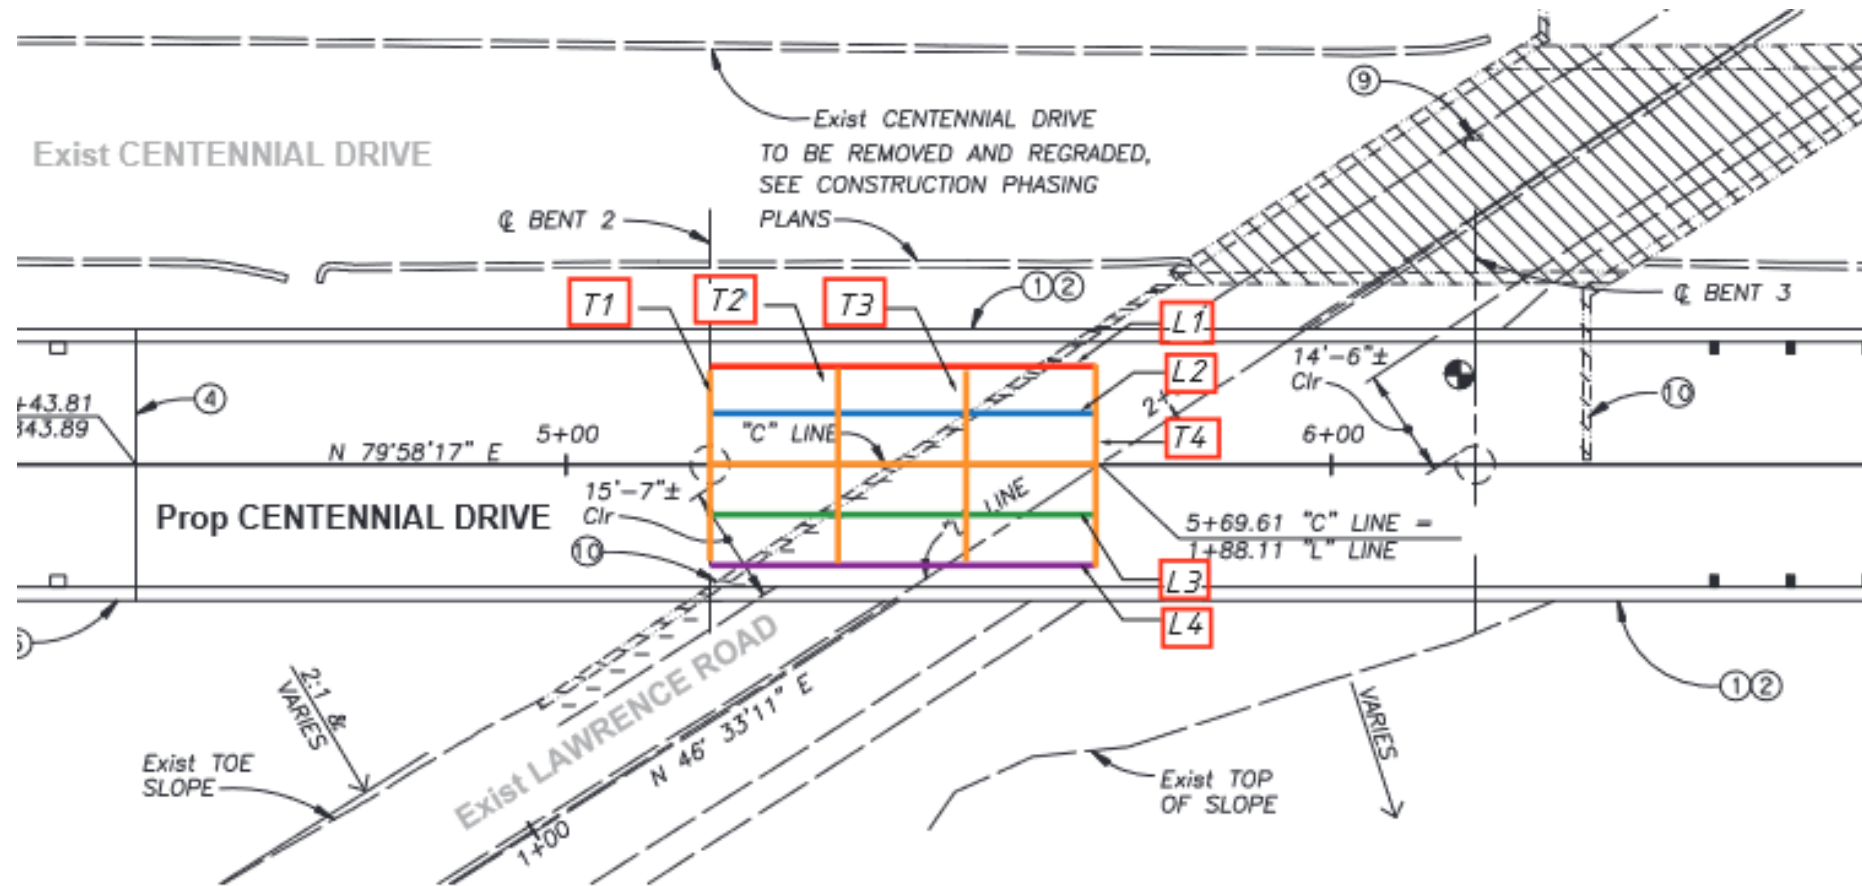 ⑨
Exist CENTENNIAL DRIVE
TO BE REMOVED AND REGRADED,
SEE CONSTRUCTION PHASING
PLANS
Exist CENTENNIAL DRIVE
℄ BENT 2
①②
℄ BENT 3
T1
T2
T3
L1
L2
14'-6"±
Clr
④
+43.81
343.89
N 79°58'17" E
5+00
"C" LINE
T4
6+00
⑩
Prop CENTENNIAL DRIVE
15'-7"±
Clr
LINE
5+69.61 "C" LINE =
1+88.11 "L" LINE
⑩
L3
L4
2:1 &
VARIES
Exist LAWRENCE ROAD
N 46° 33'11" E
VARIES
①②
Exist TOE
SLOPE
Exist TOP
OF SLOPE
1+00